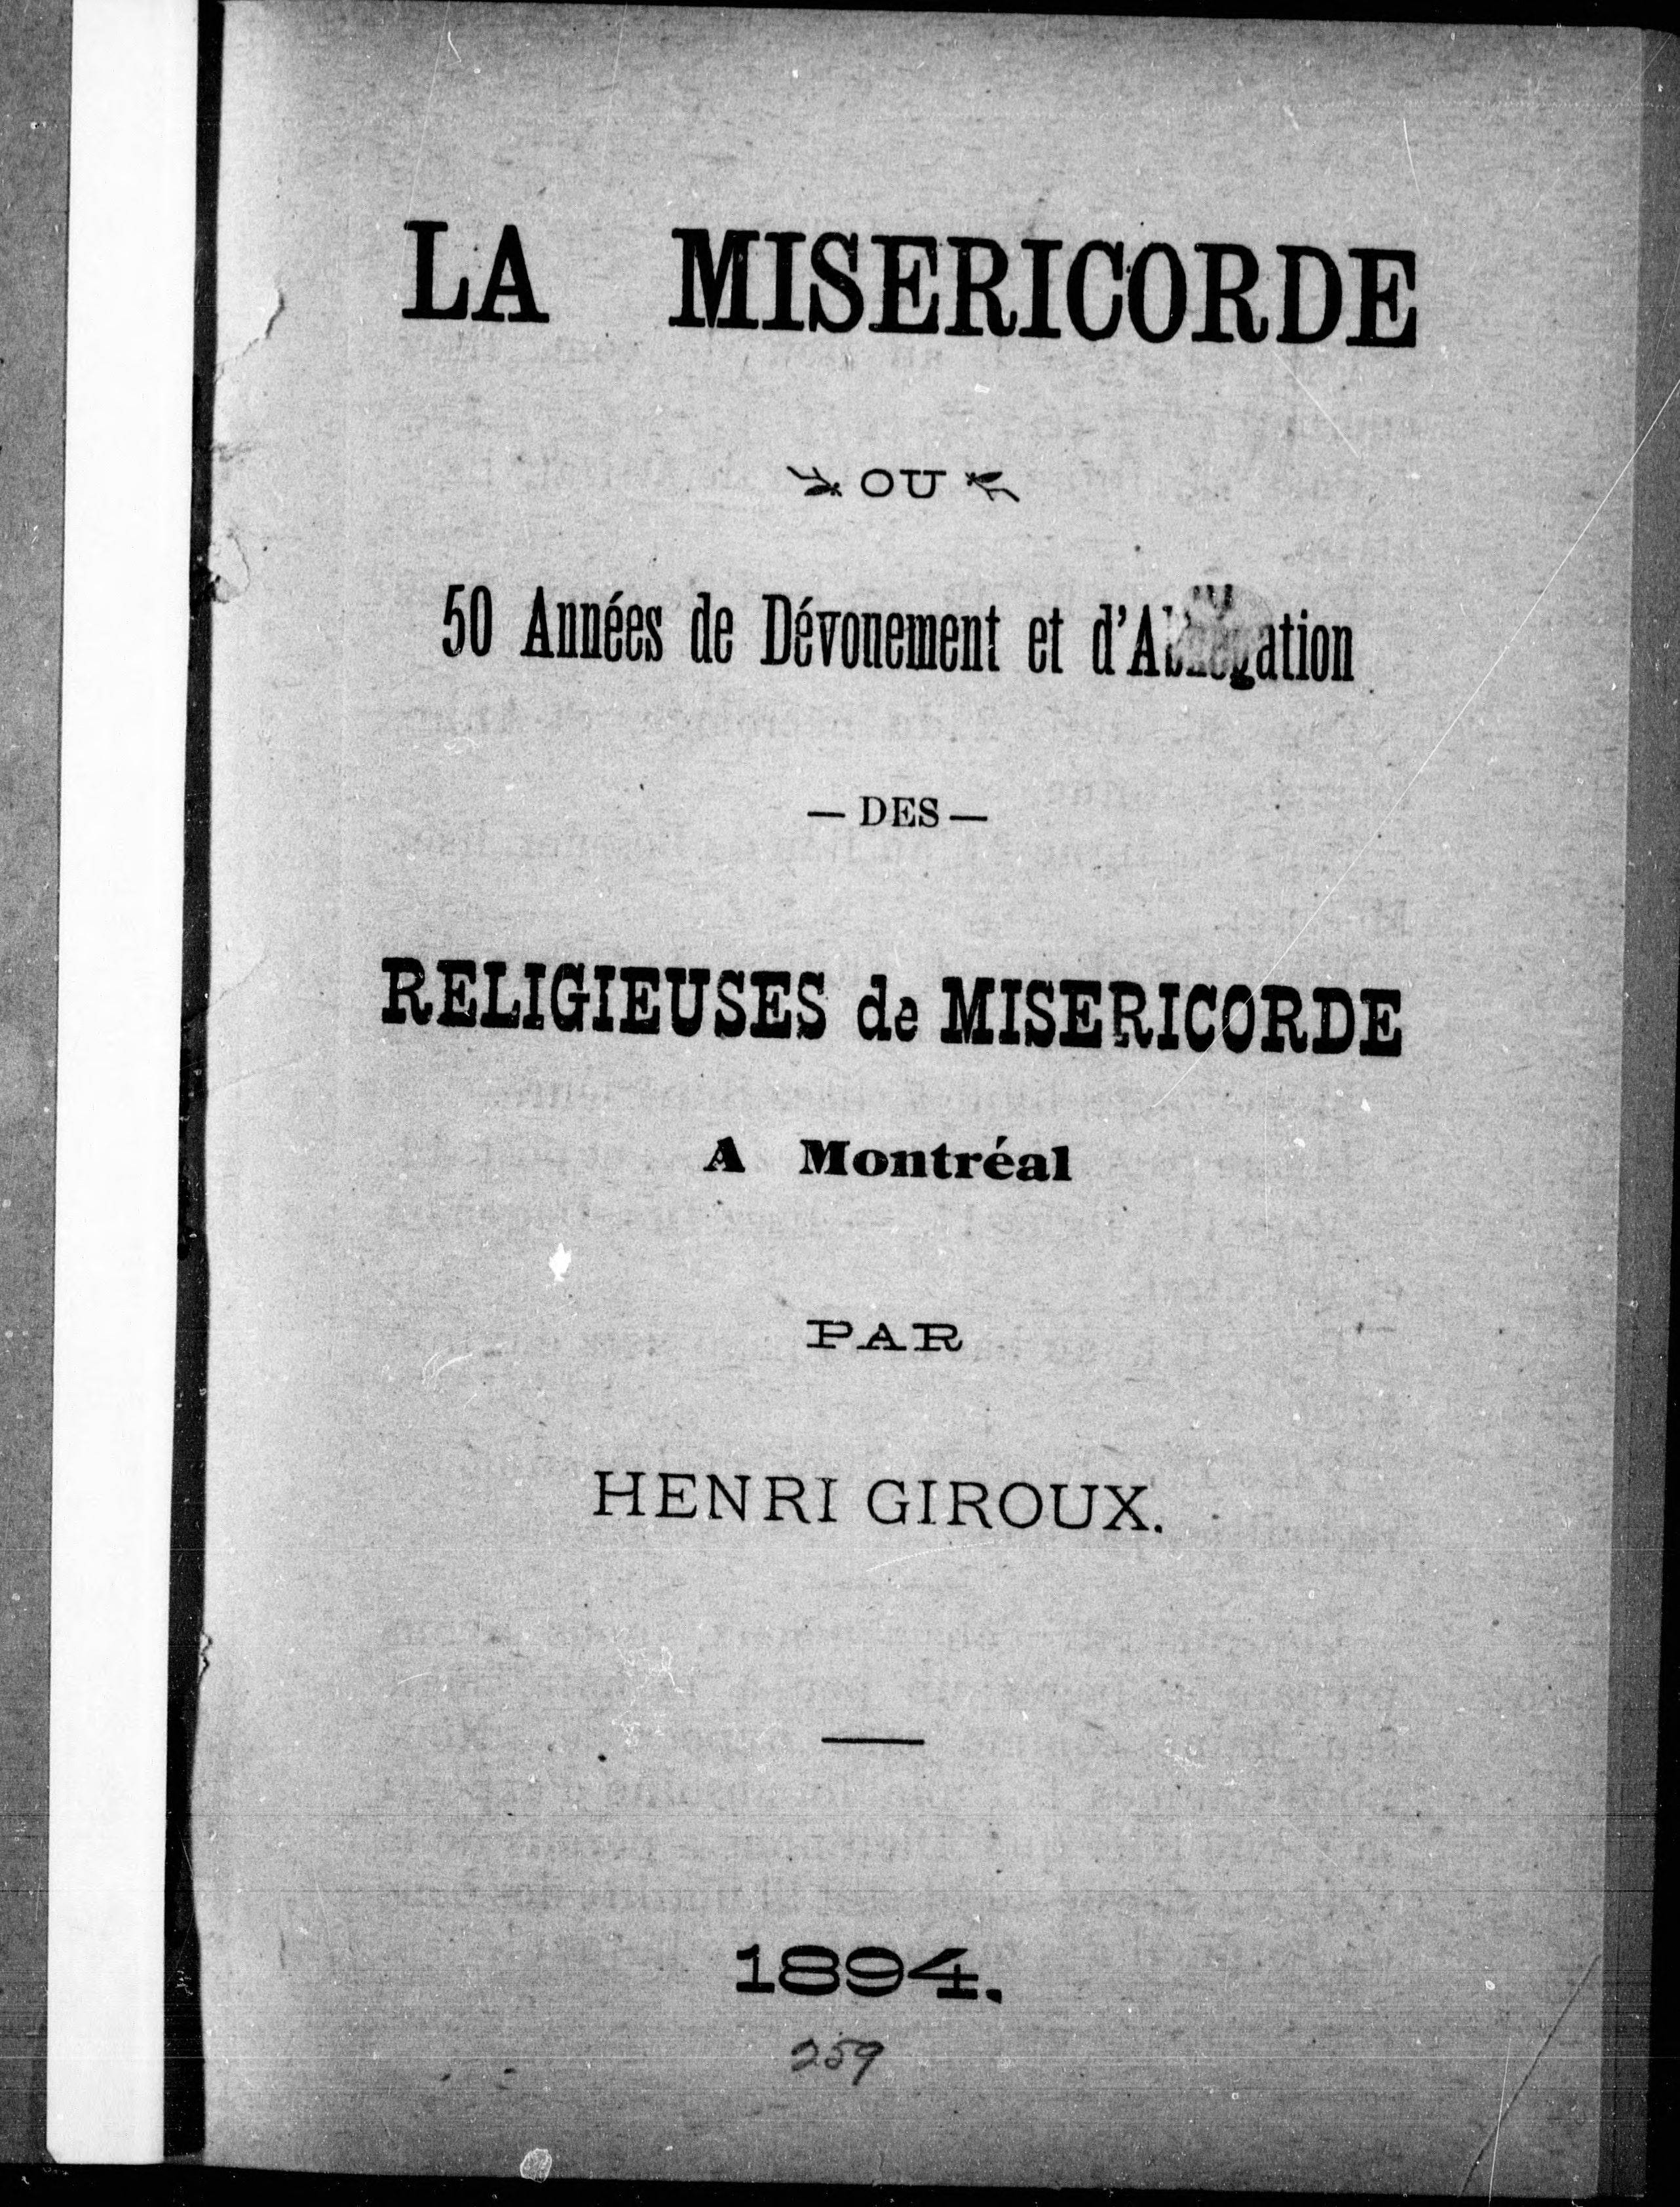 LA MISERICORDE
OU
50 Années de Dévouement et d'Abnégation
— DES —
RELIGIEUSES de MISERICORDE
A Montréal
PAR
HENRI GIROUX.
1894.
259